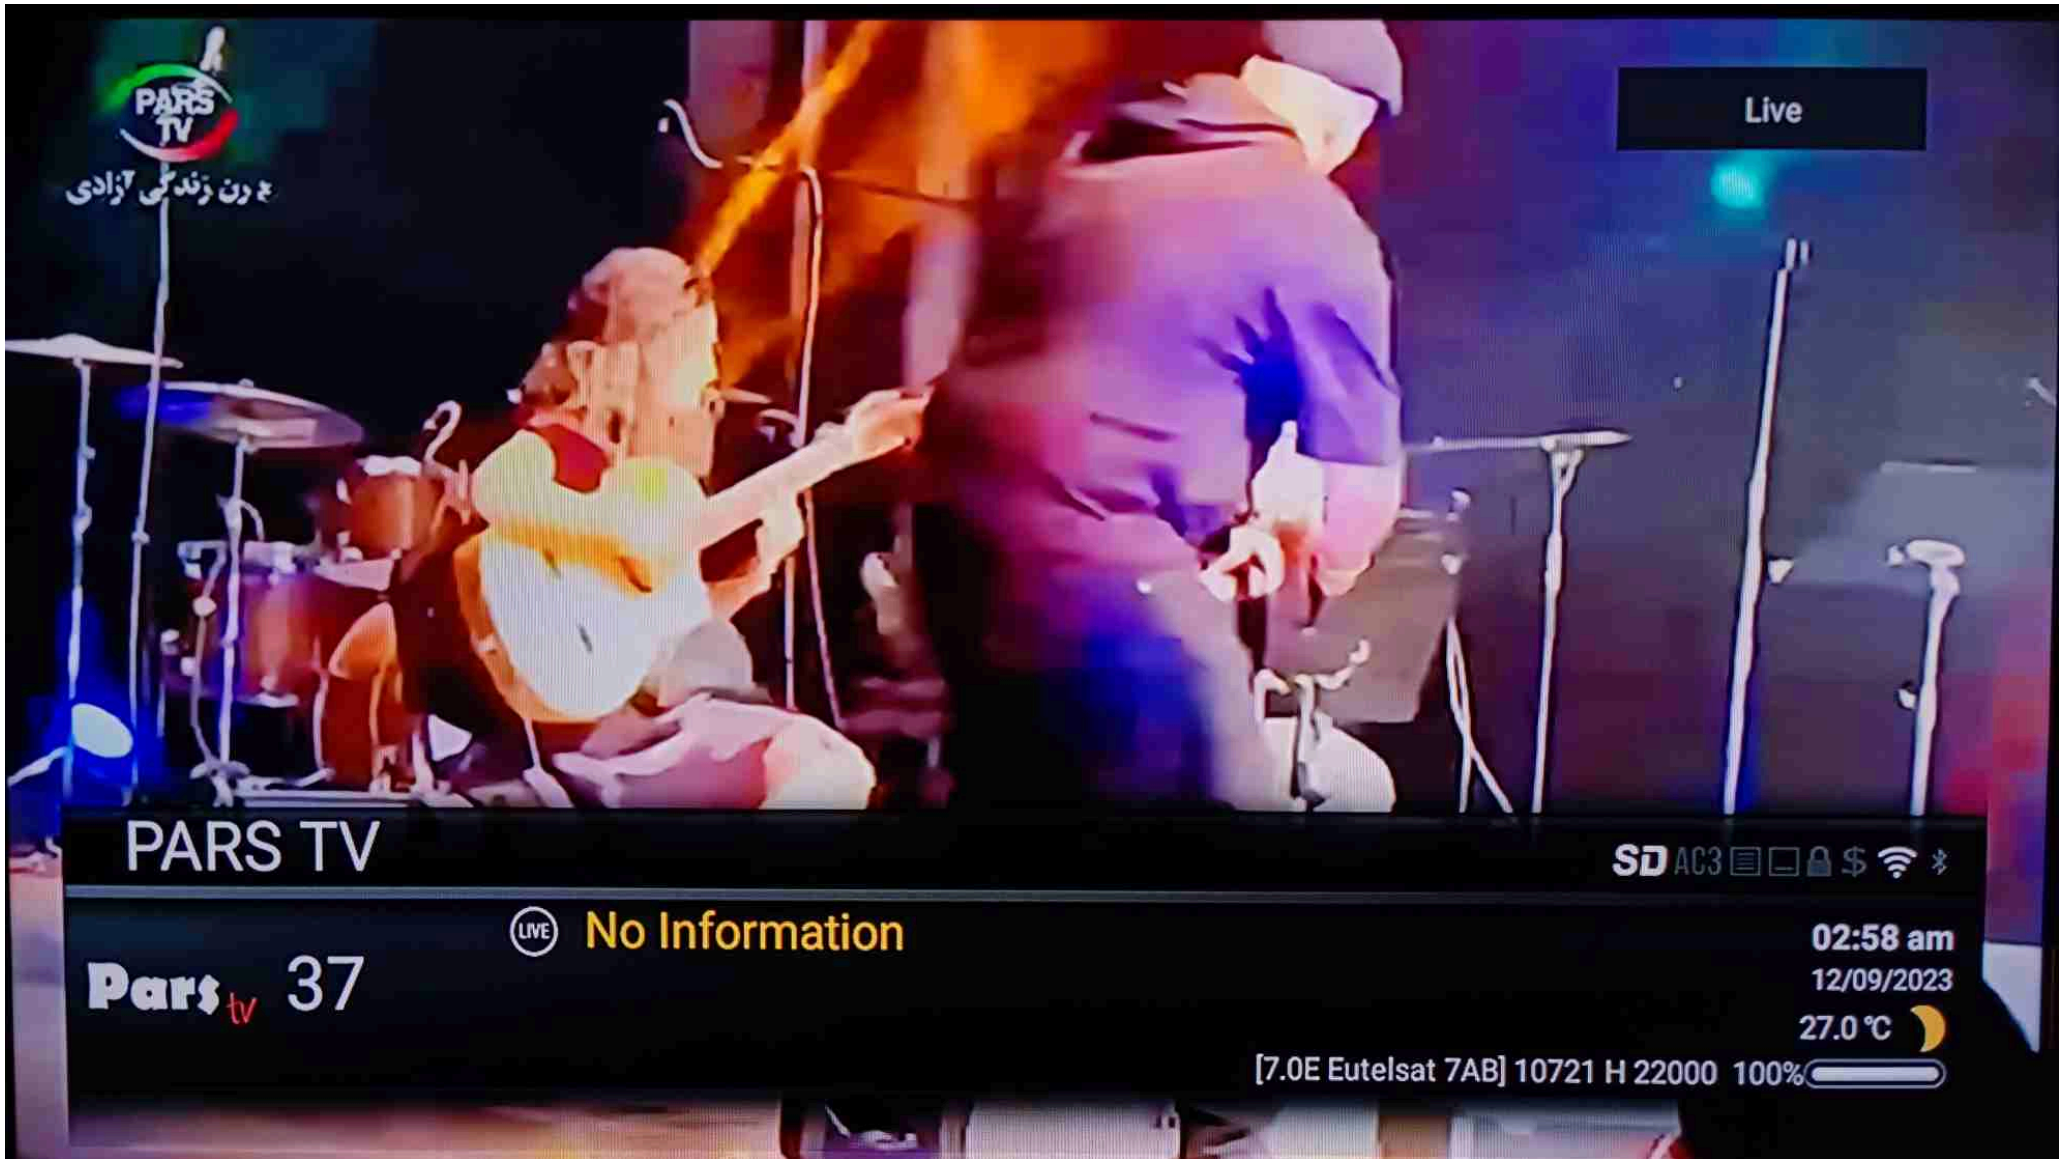 PARS
TV
زن زندگی آزادی
Live
PARS TV
SD AC3 $
LIVE No Information
Pars tv 37
02:58 am
12/09/2023
27.0 °C
[7.0E Eutelsat 7AB] 10721 H 22000 100%